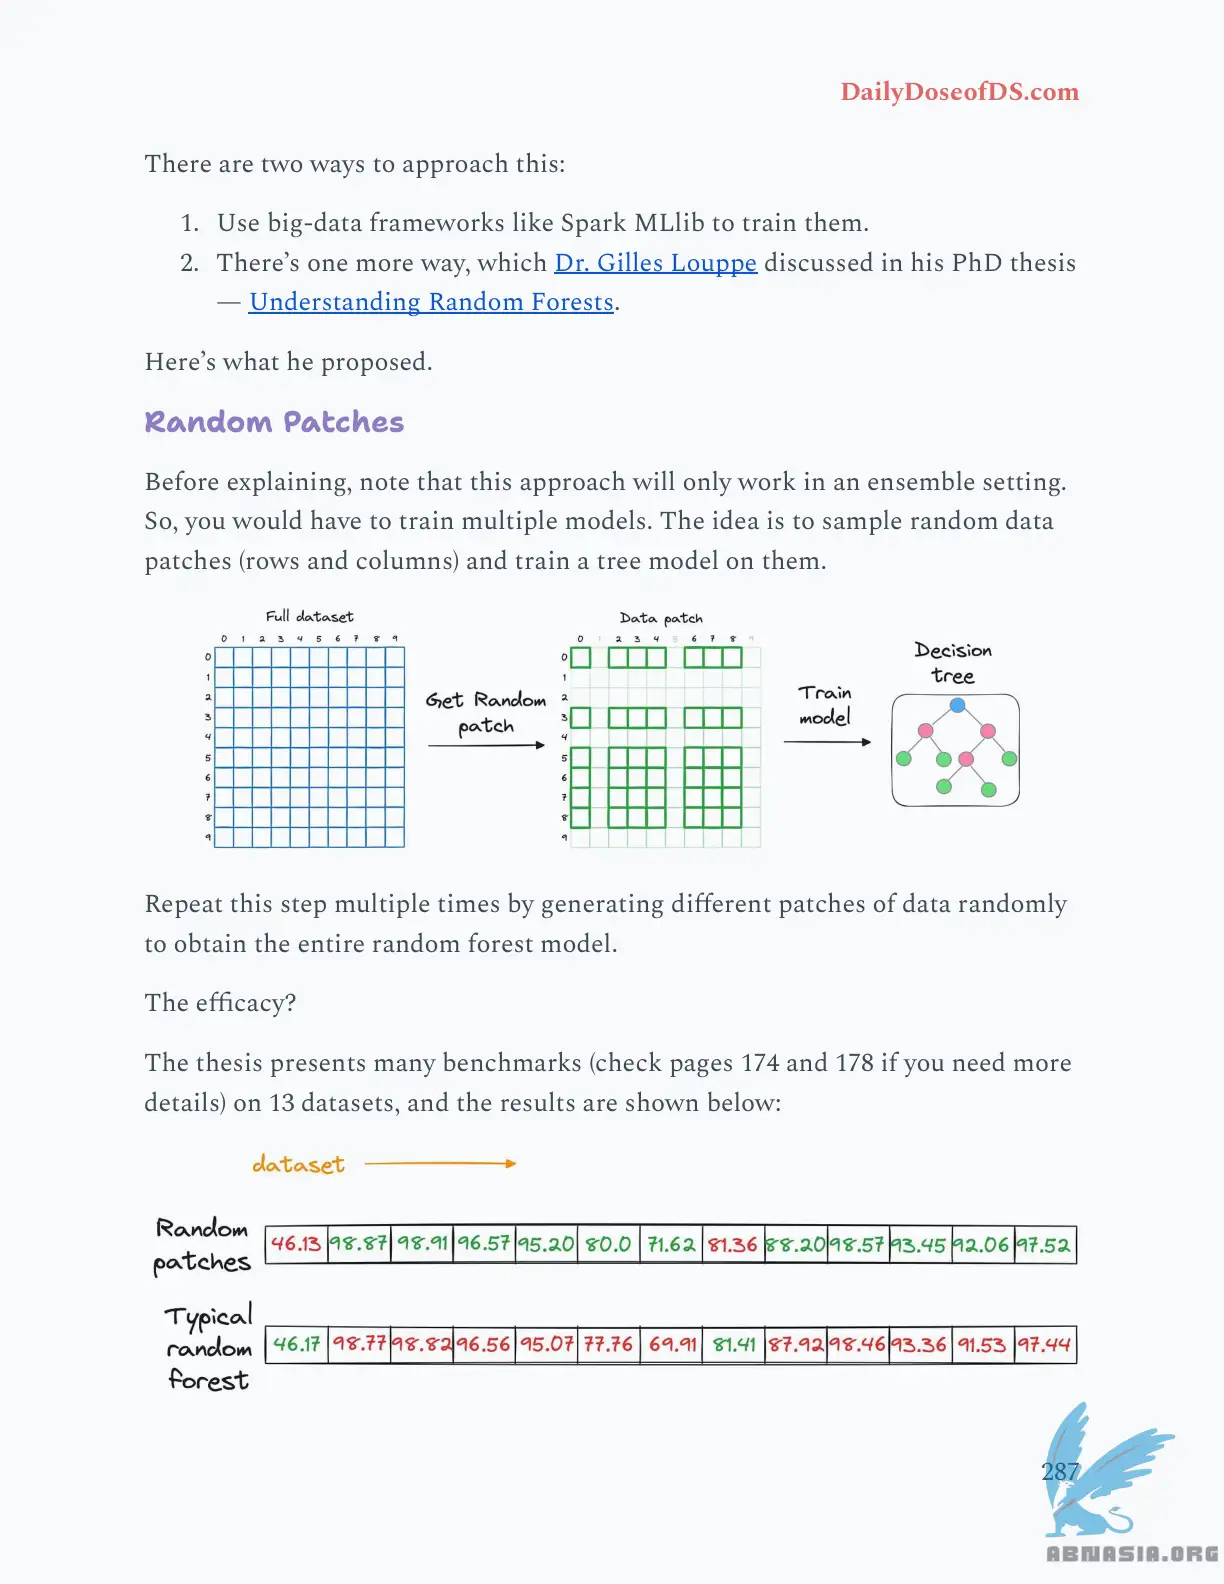 DailyDoseofDS.com
There are two ways to approach this:
1. Use big-data frameworks like Spark MLlib to train them.
2. There’s one more way, which Dr. Gilles Louppe discussed in his PhD thesis
— Understanding Random Forests.
Here’s what he proposed.
Random Patches
Before explaining, note that this approach will only work in an ensemble setting.
So, you would have to train multiple models. The idea is to sample random data
patches (rows and columns) and train a tree model on them.
Full dataset
0 1 2 3 4 5 6 7 8 9
0
1
2
3
4
5
6
7
8
9
Get Random
patch
Data patch
0 1 2 3 4 5 6 7 8 9
0
1
2
3
4
5
6
7
8
9
Train
model
Decision
tree
Repeat this step multiple times by generating different patches of data randomly
to obtain the entire random forest model.
The efficacy?
The thesis presents many benchmarks (check pages 174 and 178 if you need more
details) on 13 datasets, and the results are shown below:
dataset
Random
patches
46.13 98.87 98.91 96.57 95.20 80.0 71.62 81.36 88.20 98.57 93.45 92.06 97.52
Typical
random
forest
46.17 98.77 98.82 96.56 95.07 77.76 69.91 81.41 87.92 98.46 93.36 91.53 97.44
287
ABNASIA.ORG